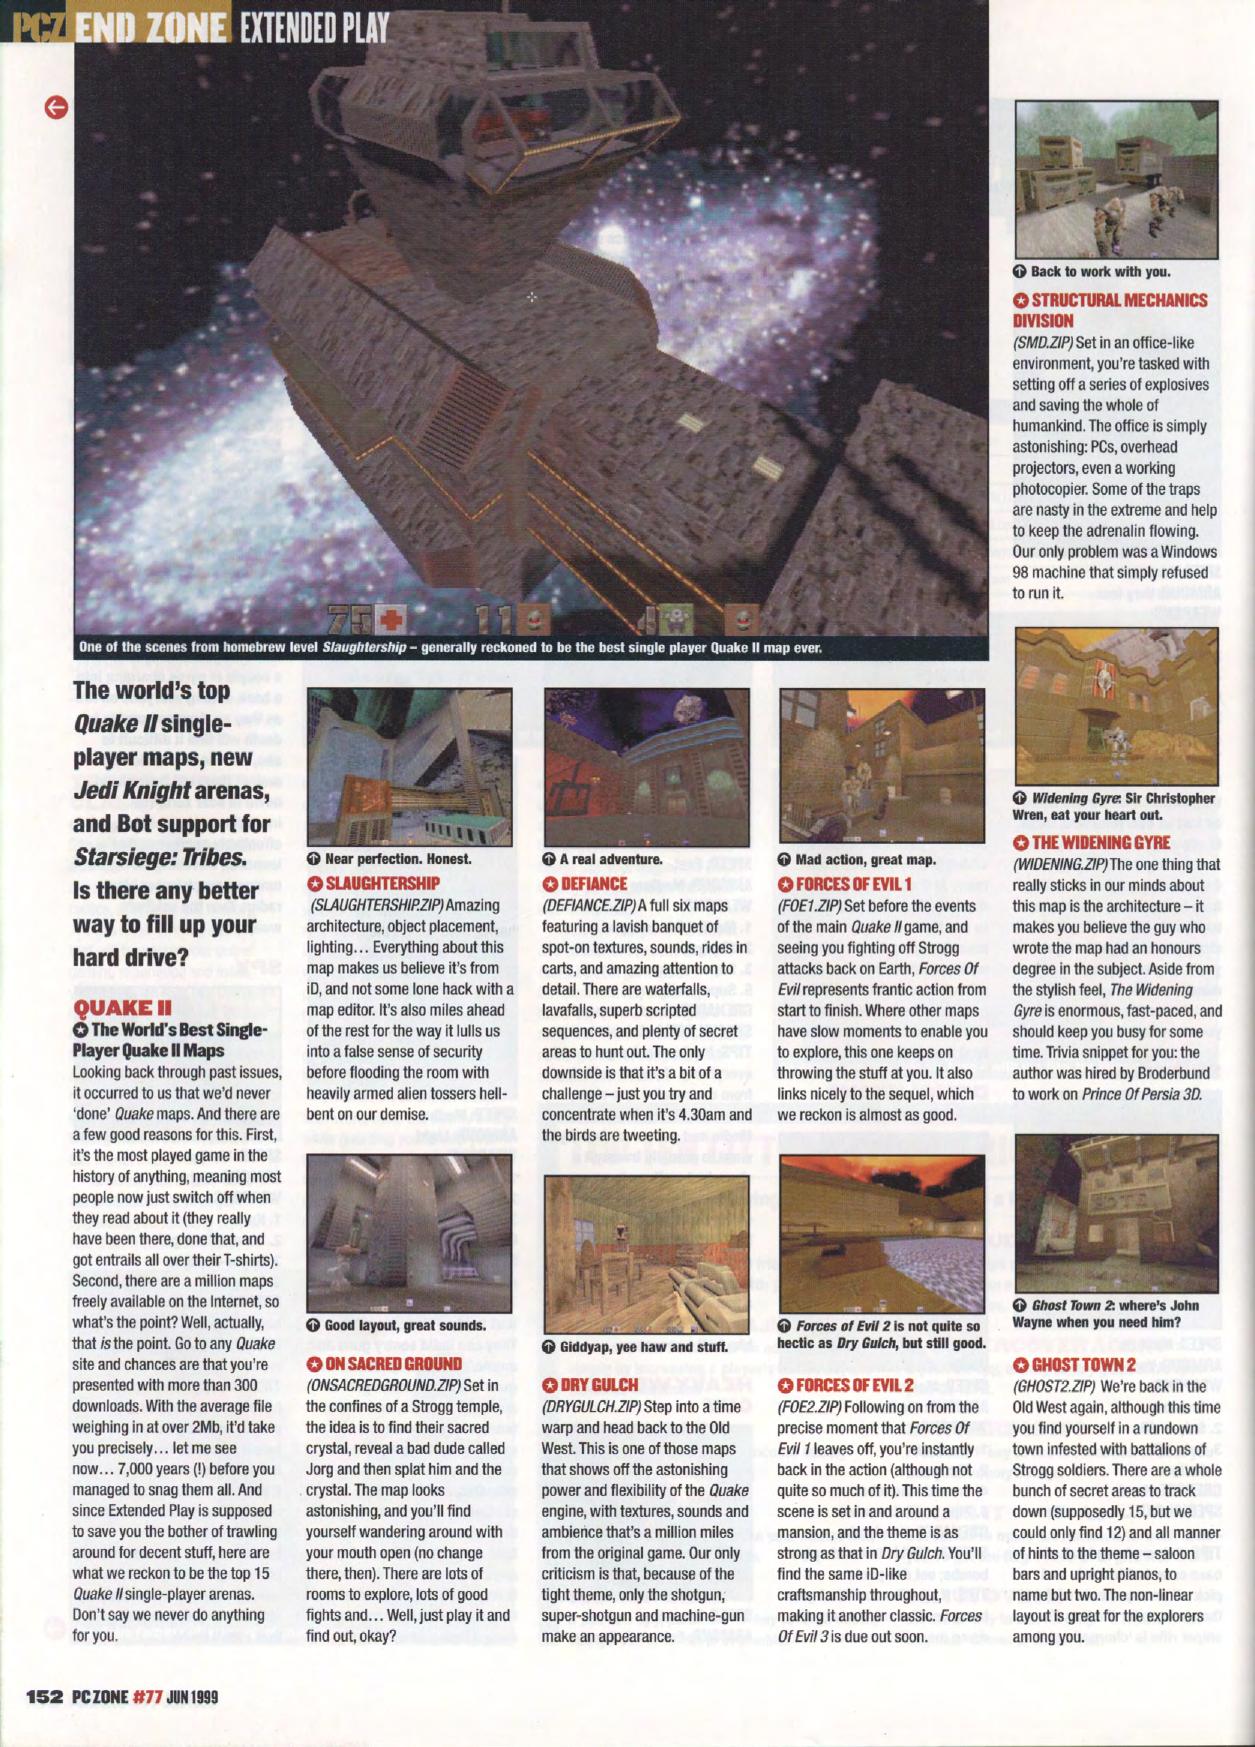 PCZ END ZONE EXTENDED PLAY
75 11 4
One of the scenes from homebrew level Slaughtership – generally reckoned to be the best single player Quake II map ever.
The world's top
Quake II single-
player maps, new
Jedi Knight arenas,
and Bot support for
Starsiege: Tribes.
Is there any better
way to fill up your
hard drive?
QUAKE II
The World's Best Single-
Player Quake II Maps
Looking back through past issues,
it occurred to us that we'd never
'done' Quake maps. And there are
a few good reasons for this. First,
it's the most played game in the
history of anything, meaning most
people now just switch off when
they read about it (they really
have been there, done that, and
got entrails all over their T-shirts).
Second, there are a million maps
freely available on the Internet, so
what's the point? Well, actually,
that is the point. Go to any Quake
site and chances are that you're
presented with more than 300
downloads. With the average file
weighing in at over 2Mb, it'd take
you precisely... let me see
now... 7,000 years (!) before you
managed to snag them all. And
since Extended Play is supposed
to save you the bother of trawling
around for decent stuff, here are
what we reckon to be the top 15
Quake II single-player arenas.
Don't say we never do anything
for you.
Near perfection. Honest.
SLAUGHTERSHIP
(SLAUGHTERSHIP.ZIP) Amazing
architecture, object placement,
lighting... Everything about this
map makes us believe it's from
iD, and not some lone hack with a
map editor. It's also miles ahead
of the rest for the way it lulls us
into a false sense of security
before flooding the room with
heavily armed alien tossers hell-
bent on our demise.
Good layout, great sounds.
ON SACRED GROUND
(ONSACREDGROUND.ZIP) Set in
the confines of a Strogg temple,
the idea is to find their sacred
crystal, reveal a bad dude called
Jorg and then splat him and the
crystal. The map looks
astonishing, and you'll find
yourself wandering around with
your mouth open (no change
there, then). There are lots of
rooms to explore, lots of good
fights and... Well, just play it and
find out, okay?
A real adventure.
DEFIANCE
(DEFIANCE.ZIP) A full six maps
featuring a lavish banquet of
spot-on textures, sounds, rides in
carts, and amazing attention to
detail. There are waterfalls,
lavafalls, superb scripted
sequences, and plenty of secret
areas to hunt out. The only
downside is that it's a bit of a
challenge – just you try and
concentrate when it's 4.30am and
the birds are tweeting.
Giddyap, yee haw and stuff.
DRY GULCH
(DRYGULCH.ZIP) Step into a time
warp and head back to the Old
West. This is one of those maps
that shows off the astonishing
power and flexibility of the Quake
engine, with textures, sounds and
ambience that's a million miles
from the original game. Our only
criticism is that, because of the
tight theme, only the shotgun,
super-shotgun and machine-gun
make an appearance.
Mad action, great map.
FORCES OF EVIL 1
(FOE1.ZIP) Set before the events
of the main Quake II game, and
seeing you fighting off Strogg
attacks back on Earth, Forces Of
Evil represents frantic action from
start to finish. Where other maps
have slow moments to enable you
to explore, this one keeps on
throwing the stuff at you. It also
links nicely to the sequel, which
we reckon is almost as good.
Forces of Evil 2 is not quite so
hectic as Dry Gulch, but still good.
FORCES OF EVIL 2
(FOE2.ZIP) Following on from the
precise moment that Forces Of
Evil 1 leaves off, you're instantly
back in the action (although not
quite so much of it). This time the
scene is set in and around a
mansion, and the theme is as
strong as that in Dry Gulch. You'll
find the same iD-like
craftsmanship throughout,
making it another classic. Forces
Of Evil 3 is due out soon.
Back to work with you.
STRUCTURAL MECHANICS
DIVISION
(SMD.ZIP) Set in an office-like
environment, you're tasked with
setting off a series of explosives
and saving the whole of
humankind. The office is simply
astonishing: PCs, overhead
projectors, even a working
photocopier. Some of the traps
are nasty in the extreme and help
to keep the adrenalin flowing.
Our only problem was a Windows
98 machine that simply refused
to run it.
Widening Gyre: Sir Christopher
Wren, eat your heart out.
THE WIDENING GYRE
(WIDENING.ZIP) The one thing that
really sticks in our minds about
this map is the architecture – it
makes you believe the guy who
wrote the map had an honours
degree in the subject. Aside from
the stylish feel, The Widening
Gyre is enormous, fast-paced, and
should keep you busy for some
time. Trivia snippet for you: the
author was hired by Broderbund
to work on Prince Of Persia 3D.
Ghost Town 2: where's John
Wayne when you need him?
GHOST TOWN 2
(GHOST2.ZIP) We're back in the
Old West again, although this time
you find yourself in a rundown
town infested with battalions of
Strogg soldiers. There are a whole
bunch of secret areas to track
down (supposedly 15, but we
could only find 12) and all manner
of hints to the theme – saloon
bars and upright pianos, to
name but two. The non-linear
layout is great for the explorers
among you.
152 PC ZONE #77 JUN 1999